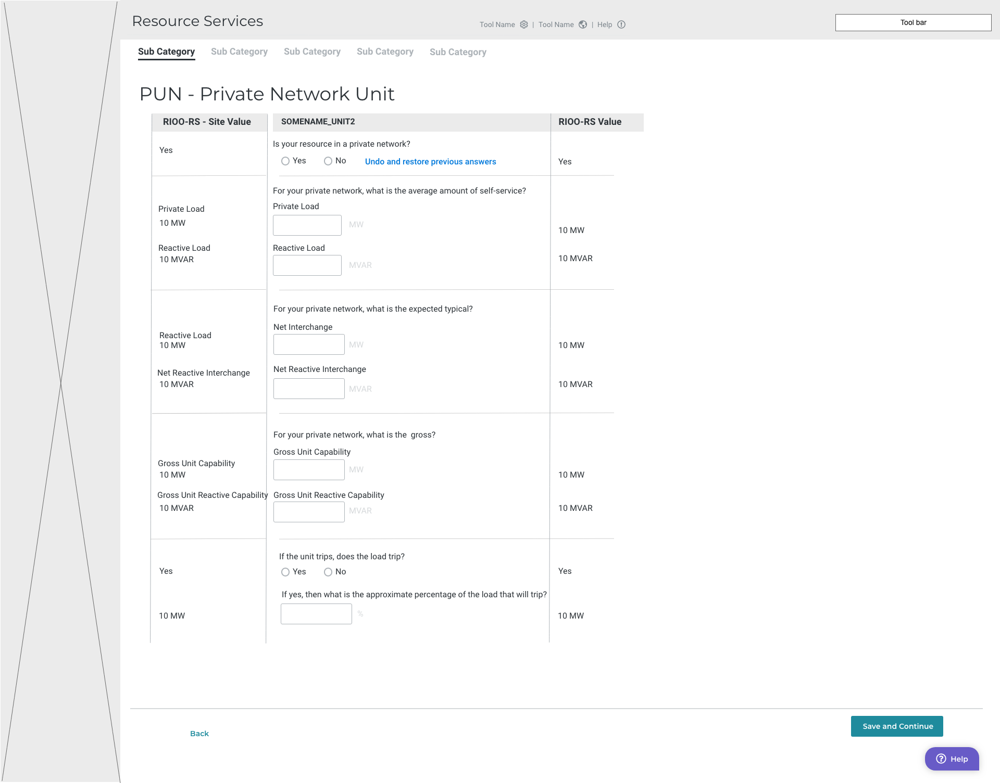 Resource Services
Tool Name | Tool Name | Help
Tool bar
Sub Category Sub Category Sub Category Sub Category Sub Category
PUN - Private Network Unit
RIOO-RS - Site Value SOMENAME_UNIT2 RIOO-RS Value
Is your resource in a private network?
Yes
Yes No Undo and restore previous answers Yes
For your private network, what is the average amount of self-service?
Private Load Private Load
10 MW MW 10 MW
Reactive Load Reactive Load
10 MVAR MVAR 10 MVAR
For your private network, what is the expected typical?
Net Interchange
Reactive Load
10 MW MW 10 MW
Net Reactive Interchange Net Reactive Interchange
10 MVAR MVAR 10 MVAR
For your private network, what is the  gross?
Gross Unit Capability Gross Unit Capability
10 MW MW 10 MW
Gross Unit Reactive Capability Gross Unit Reactive Capability
10 MVAR MVAR 10 MVAR
If the unit trips, does the load trip?
Yes Yes No Yes
If yes, then what is the approximate percentage of the load that will trip?
10 MW % 10 MW
Back Save and Continue
Help